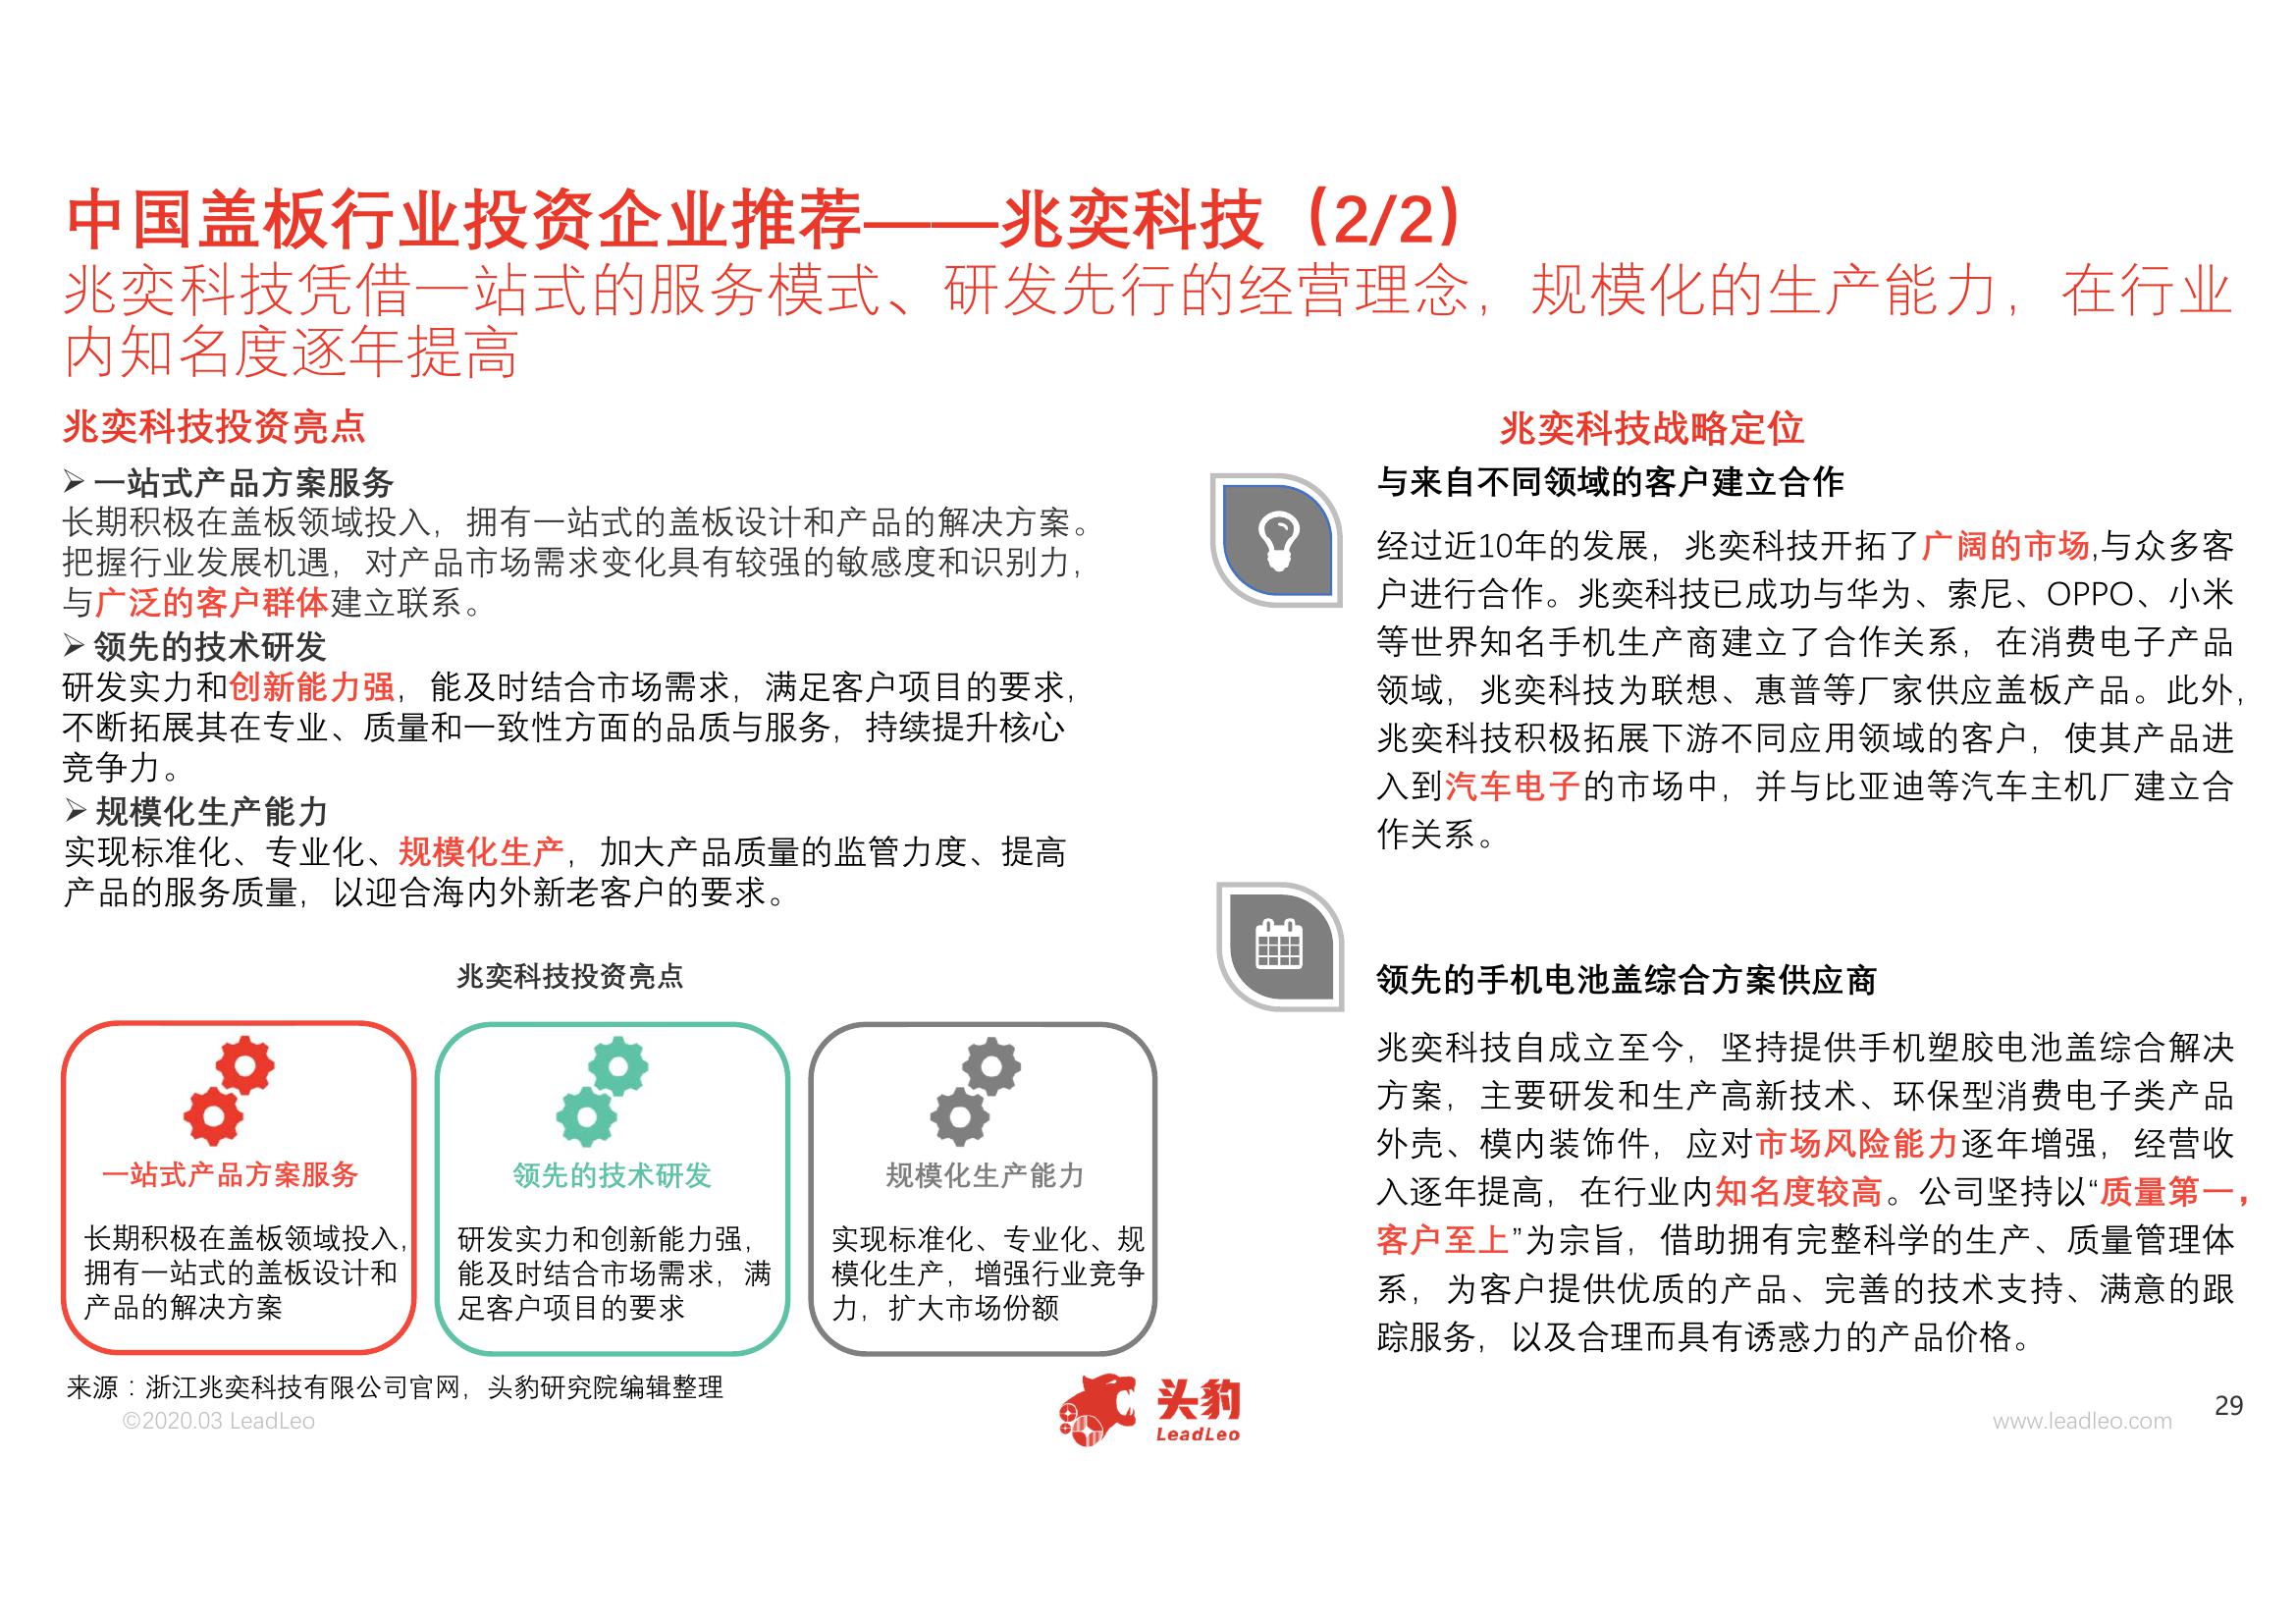 中国盖板行业投资企业推荐——兆奕科技（2/2）
兆奕科技凭借一站式的服务模式、研发先行的经营理念，规模化的生产能力，在行业
内知名度逐年提高
兆奕科技投资亮点
➢ 一站式产品方案服务
长期积极在盖板领域投入，拥有一站式的盖板设计和产品的解决方案。
把握行业发展机遇，对产品市场需求变化具有较强的敏感度和识别力，
与广泛的客户群体建立联系。
➢ 领先的技术研发
研发实力和创新能力强，能及时结合市场需求，满足客户项目的要求，
不断拓展其在专业、质量和一致性方面的品质与服务，持续提升核心
竞争力。
➢ 规模化生产能力
实现标准化、专业化、规模化生产，加大产品质量的监管力度、提高
产品的服务质量，以迎合海内外新老客户的要求。
兆奕科技投资亮点
一站式产品方案服务
长期积极在盖板领域投入，
拥有一站式的盖板设计和
产品的解决方案
领先的技术研发
研发实力和创新能力强，
能及时结合市场需求，满
足客户项目的要求
规模化生产能力
实现标准化、专业化、规
模化生产，增强行业竞争
力，扩大市场份额
兆奕科技战略定位
与来自不同领域的客户建立合作
经过近10年的发展，兆奕科技开拓了广阔的市场,与众多客
户进行合作。兆奕科技已成功与华为、索尼、OPPO、小米
等世界知名手机生产商建立了合作关系，在消费电子产品
领域，兆奕科技为联想、惠普等厂家供应盖板产品。此外，
兆奕科技积极拓展下游不同应用领域的客户，使其产品进
入到汽车电子的市场中，并与比亚迪等汽车主机厂建立合
作关系。
领先的手机电池盖综合方案供应商
兆奕科技自成立至今，坚持提供手机塑胶电池盖综合解决
方案，主要研发和生产高新技术、环保型消费电子类产品
外壳、模内装饰件，应对市场风险能力逐年增强，经营收
入逐年提高，在行业内知名度较高。公司坚持以“质量第一，
客户至上”为宗旨，借助拥有完整科学的生产、质量管理体
系，为客户提供优质的产品、完善的技术支持、满意的跟
踪服务，以及合理而具有诱惑力的产品价格。
来源：浙江兆奕科技有限公司官网，头豹研究院编辑整理
©2020.03 LeadLeo
头豹
LeadLeo
www.leadleo.com
29